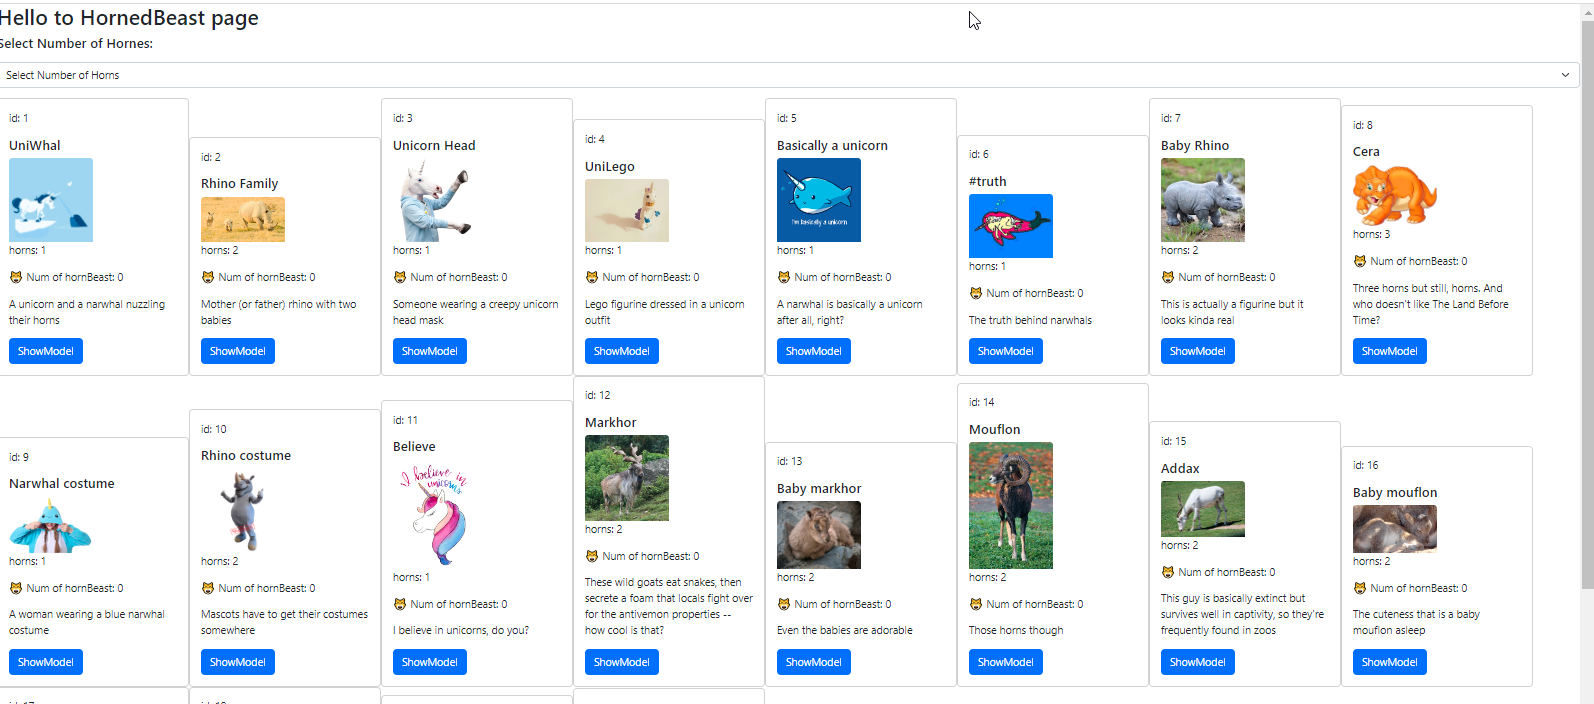 Hello to HornedBeast page
Select Number of Hornes:
Select Number of Horns
id: 1
UniWhal
horns: 1
Num of hornBeast: 0
A unicorn and a narwhal nuzzling
their horns
ShowModel
id: 2
Rhino Family
horns: 2
Num of hornBeast: 0
Mother (or father) rhino with two
babies
ShowModel
id: 3
Unicorn Head
horns: 1
Num of hornBeast: 0
Someone wearing a creepy unicorn
head mask
ShowModel
id: 4
UniLego
horns: 1
Num of hornBeast: 0
Lego figurine dressed in a unicorn
outfit
ShowModel
id: 5
Basically a unicorn
I'm basically a unicorn
horns: 1
Num of hornBeast: 0
A narwhal is basically a unicorn
after all, right?
ShowModel
id: 6
#truth
horns: 1
Num of hornBeast: 0
The truth behind narwhals
ShowModel
id: 7
Baby Rhino
horns: 2
Num of hornBeast: 0
This is actually a figurine but it
looks kinda real
ShowModel
id: 8
Cera
horns: 3
Num of hornBeast: 0
Three horns but still, horns. And
who doesn't like The Land Before
Time?
ShowModel
id: 9
Narwhal costume
horns: 1
Num of hornBeast: 0
A woman wearing a blue narwhal
costume
ShowModel
id: 10
Rhino costume
horns: 2
Num of hornBeast: 0
Mascots have to get their costumes
somewhere
ShowModel
id: 11
Believe
I believe in
unicorns
horns: 1
Num of hornBeast: 0
I believe in unicorns, do you?
ShowModel
id: 12
Markhor
horns: 2
Num of hornBeast: 0
These wild goats eat snakes, then
secrete a foam that locals fight over
for the antivemon properties --
how cool is that?
ShowModel
id: 13
Baby markhor
horns: 2
Num of hornBeast: 0
Even the babies are adorable
ShowModel
id: 14
Mouflon
horns: 2
Num of hornBeast: 0
Those horns though
ShowModel
id: 15
Addax
horns: 2
Num of hornBeast: 0
This guy is basically extinct but
survives well in captivity, so they're
frequently found in zoos
ShowModel
id: 16
Baby mouflon
horns: 2
Num of hornBeast: 0
The cuteness that is a baby
mouflon asleep
ShowModel